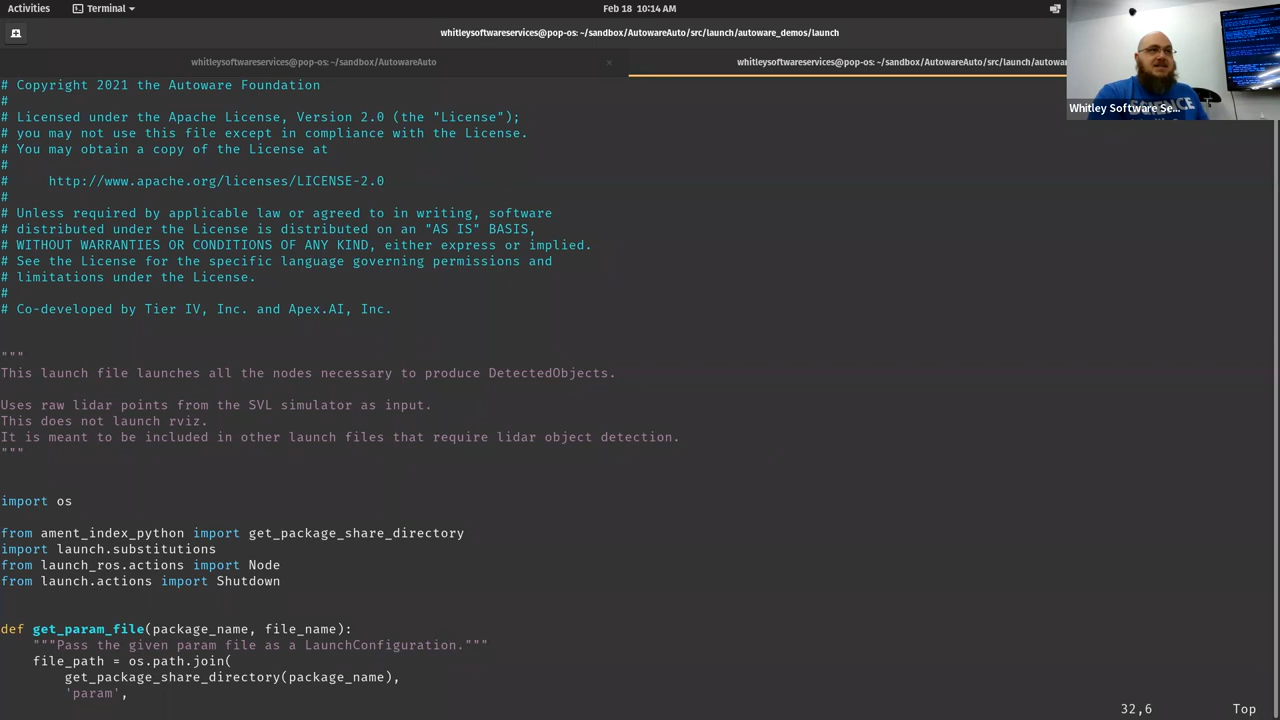 Activities
Terminal
Feb 18 10:14 AM
whitleysoftwareservices@pop-os: ~/sandbox/AutowareAuto/src/launch/autoware_demos/launch
whitleysoftwareservices@pop-os: ~/sandbox/AutowareAuto
whitleysoftwareservices@pop-os: ~/sandbox/AutowareAuto/src/launch/autowar
Whitley Software Se...
# Copyright 2021 the Autoware Foundation
#
# Licensed under the Apache License, Version 2.0 (the "License");
# you may not use this file except in compliance with the License.
# You may obtain a copy of the License at
#
#     http://www.apache.org/licenses/LICENSE-2.0
#
# Unless required by applicable law or agreed to in writing, software
# distributed under the License is distributed on an "AS IS" BASIS,
# WITHOUT WARRANTIES OR CONDITIONS OF ANY KIND, either express or implied.
# See the License for the specific language governing permissions and
# limitations under the License.
#
# Co-developed by Tier IV, Inc. and Apex.AI, Inc.
"""
This launch file launches all the nodes necessary to produce DetectedObjects.
Uses raw lidar points from the SVL simulator as input.
This does not launch rviz.
It is meant to be included in other launch files that require lidar object detection.
"""
import os
from ament_index_python import get_package_share_directory
import launch.substitutions
from launch_ros.actions import Node
from launch.actions import Shutdown
def get_param_file(package_name, file_name):
    """Pass the given param file as a LaunchConfiguration."""
    file_path = os.path.join(
        get_package_share_directory(package_name),
        'param',
32,6 Top